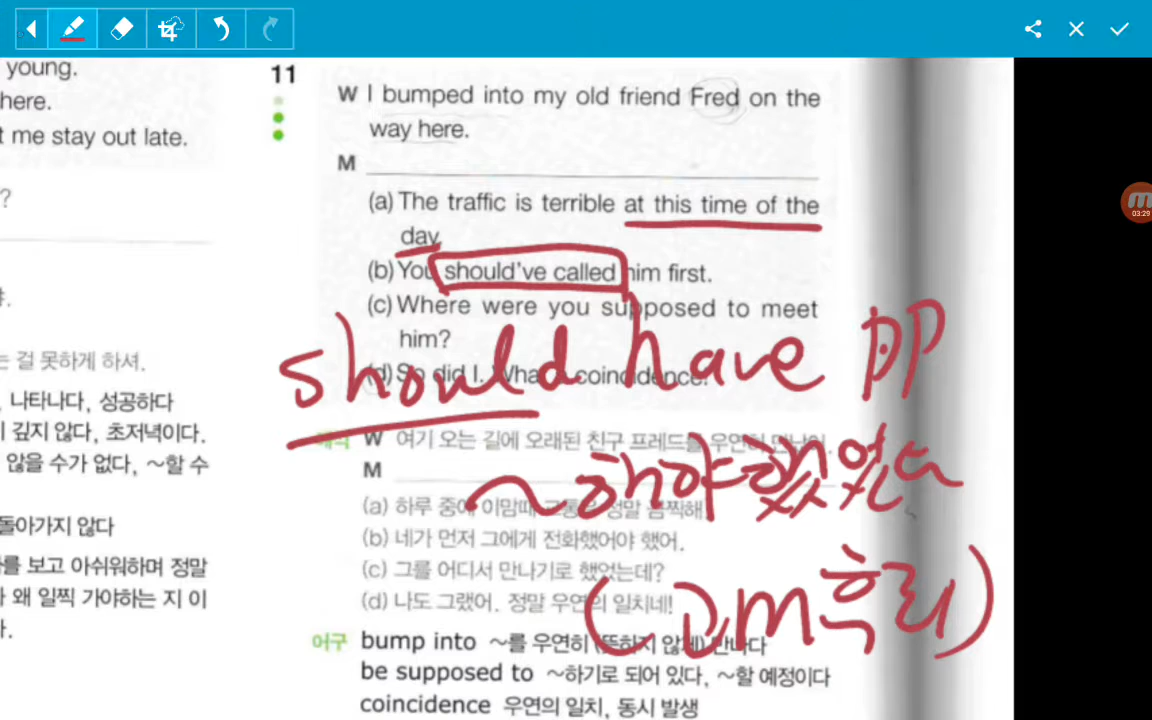 young.
here.
t me stay out late.
?
는 걸 못하게 하셔.
, 나타나다, 성공하다
이 깊지 않다, 초저녁이다.
않을 수가 없다, ~할 수
돌아가지 않다
를 보고 아쉬워하며 정말
왜 일찍 가야하는 지 이
다.
11
W I bumped into my old friend Fred on the
way here.
M
(a) The traffic is terrible at this time of the
day.
(b) You should've called him first.
(c) Where were you supposed to meet
him?
(d) So did I. What a coincidence.
should have pp
W 여기 오는 길에 오래된 친구 프레드를 우연히 만났어.
M
~해야 했었다
(a) 하루 중에 이맘때 교통은 정말 끔찍해.
(b) 네가 먼저 그에게 전화했어야 했어.
(c) 그를 어디서 만나기로 했었는데?
(d) 나도 그랬어. 정말 우연의 일치네!
어구 bump into ~를 우연히 (뜻하지 않게) 만나다
be supposed to ~하기로 되어 있다, ~할 예정이다
coincidence 우연의 일치, 동시 발생
03:29